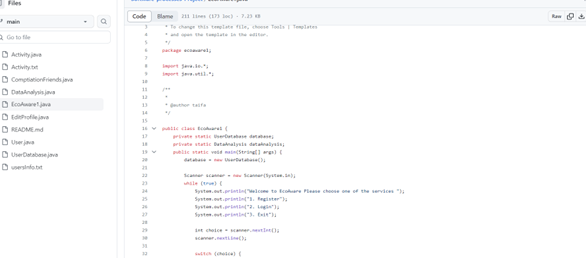 Files
main
Go to file
Activity.java
Activity.txt
ComptiationFriends.java
DataAnalysis.java
EcoAware1.java
EditProfile.java
README.md
User.java
UserDatabase.java
usersInfo.txt
Code Blame 211 lines (173 loc) · 7.23 KB Raw
3 * To change this template file, choose Tools | Templates
4 * and open the template in the editor.
5 */
6 package ecoaware1;
7
8 import java.io.*;
9 import java.util.*;
10
11 /**
12 *
13 * @author taifs
14 */
15
16 public class EcoAware1 {
17 private static UserDatabase database;
18 private static DataAnalysis dataAnalysis;
19 public static void main(String[] args) {
20 database = new UserDatabase();
21
22 Scanner scanner = new Scanner(System.in);
23 while (true) {
24 System.out.println("Welcome to EcoAware Please choose one of the services ");
25 System.out.println("1. Register");
26 System.out.println("2. Login");
27 System.out.println("3. Exit");
28
29 int choice = scanner.nextInt();
30 scanner.nextLine();
31
32 switch (choice) {